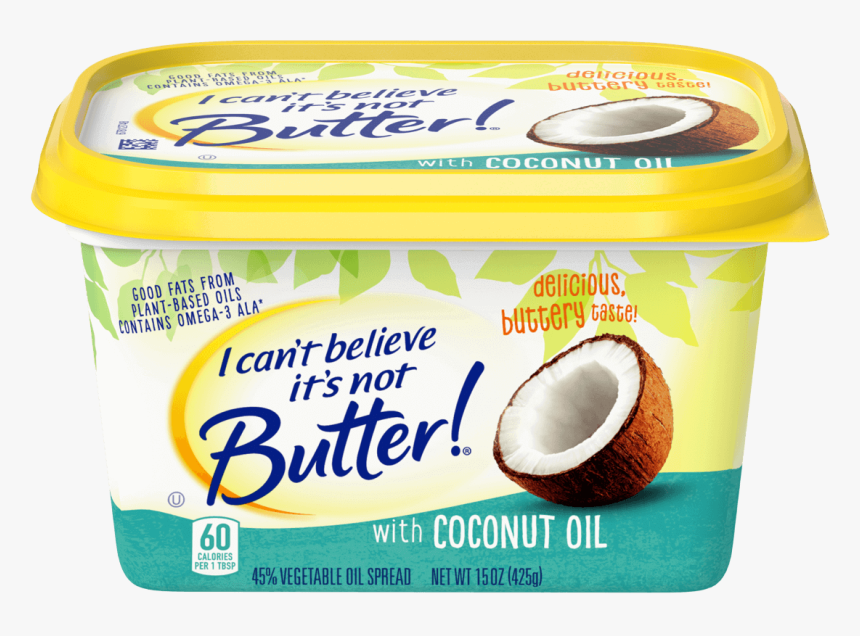 GOOD FATS FROM
PLANT-BASED OILS
CONTAINS OMEGA-3 ALA*
I can't believe
it's not
Butter!®
delicious,
buttery taste!
with COCONUT OIL
U
GOOD FATS FROM
PLANT-BASED OILS
CONTAINS OMEGA-3 ALA*
delicious,
buttery taste!
I can't believe
it's not
Butter!®
U
with COCONUT OIL
60
CALORIES
PER 1 TBSP
45% VEGETABLE OIL SPREAD NET WT 15 OZ (425g)